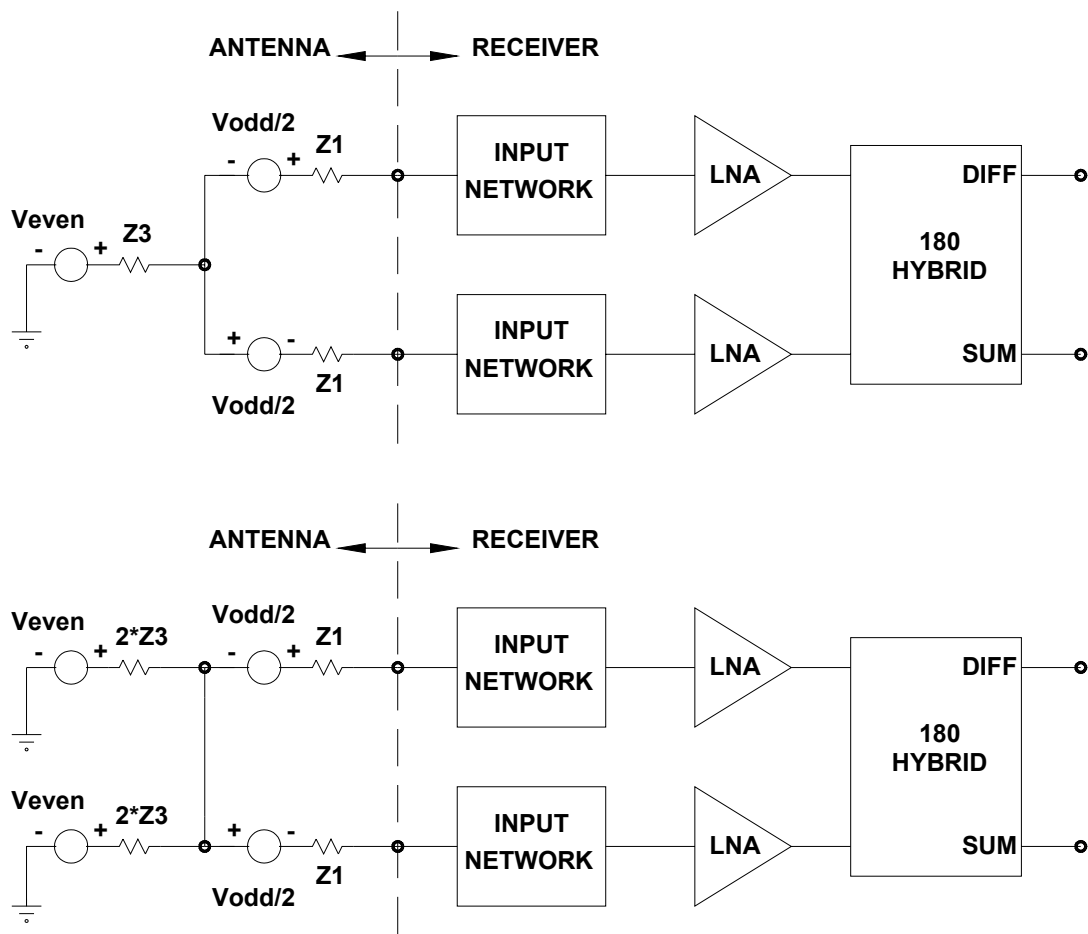 ANTENNA RECEIVER
Vodd/2
Z1
- +
INPUT
NETWORK
LNA
DIFF
Veven
- + Z3
180
HYBRID
+ -
Z1
Vodd/2
INPUT
NETWORK
LNA
SUM
ANTENNA RECEIVER
Vodd/2
Veven
- + 2*Z3
- + Z1
INPUT
NETWORK
LNA
DIFF
180
HYBRID
Veven
- + 2*Z3
+ -
Z1
Vodd/2
INPUT
NETWORK
LNA
SUM